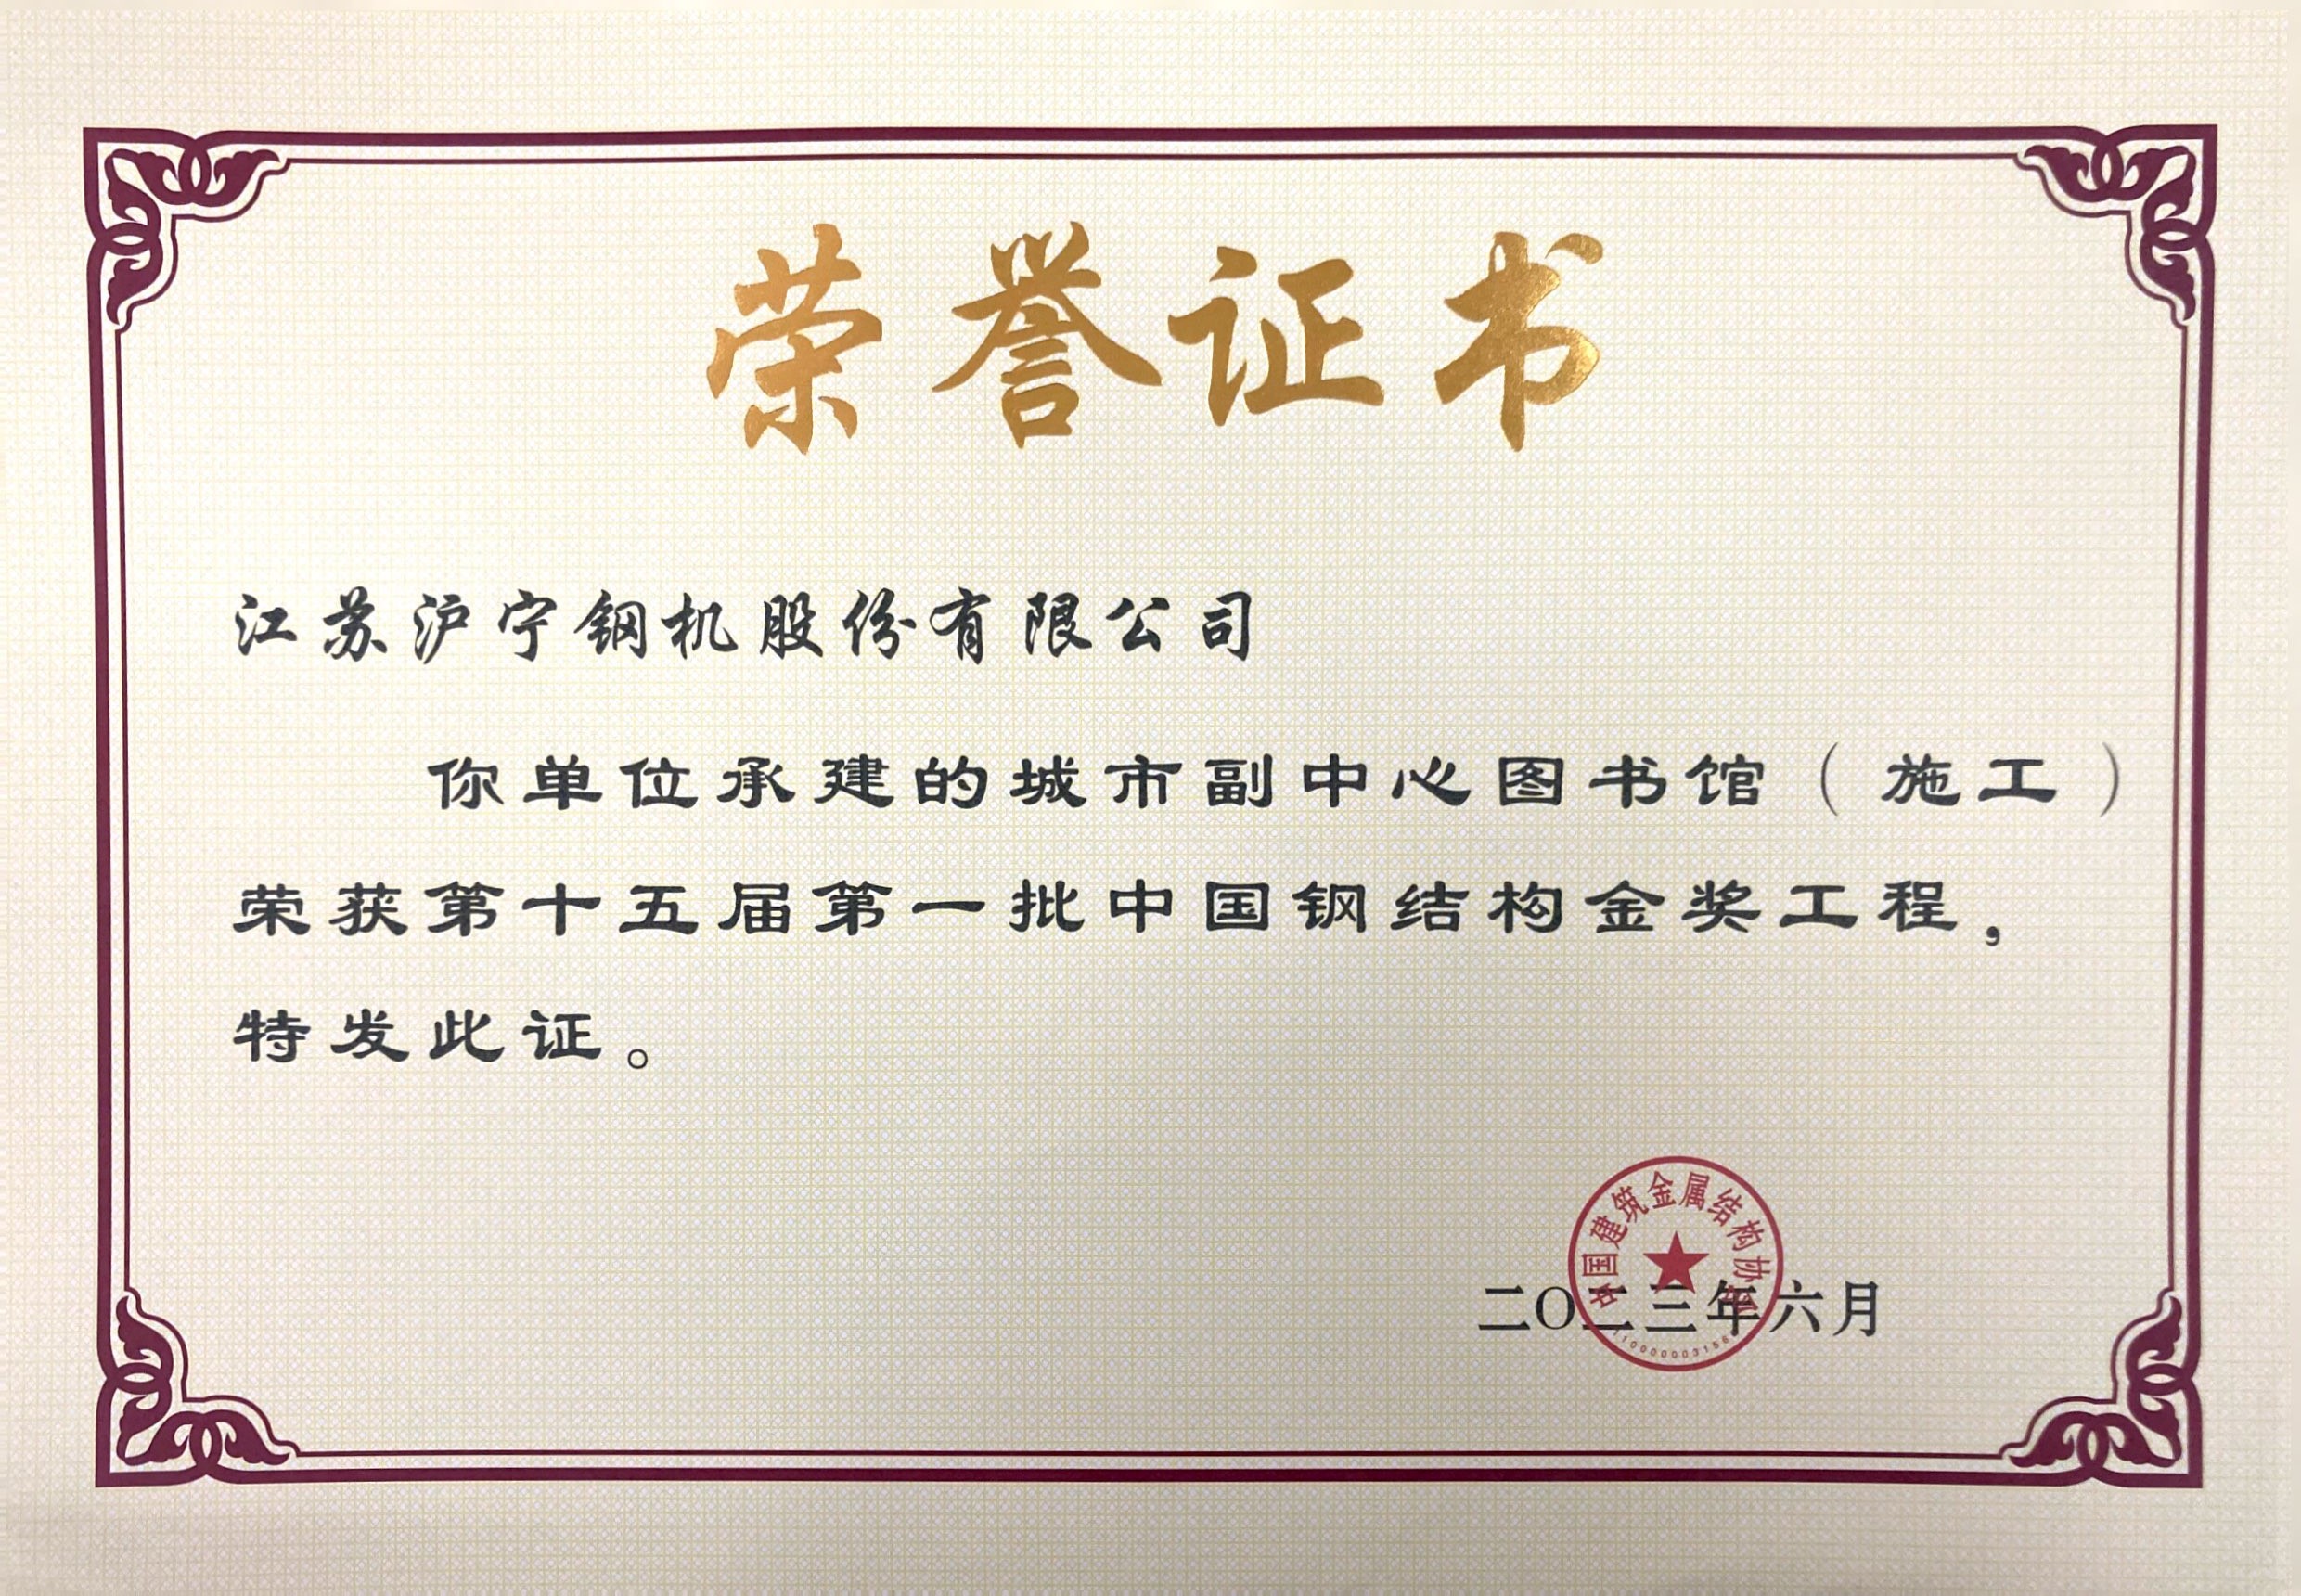 荣誉证书
江苏沪宁钢机股份有限公司
你单位承建的城市副中心图书馆（施工）
荣获第十五届第一批中国钢结构金奖工程，
特发此证。
中国建筑金属结构协
二〇二三年六月